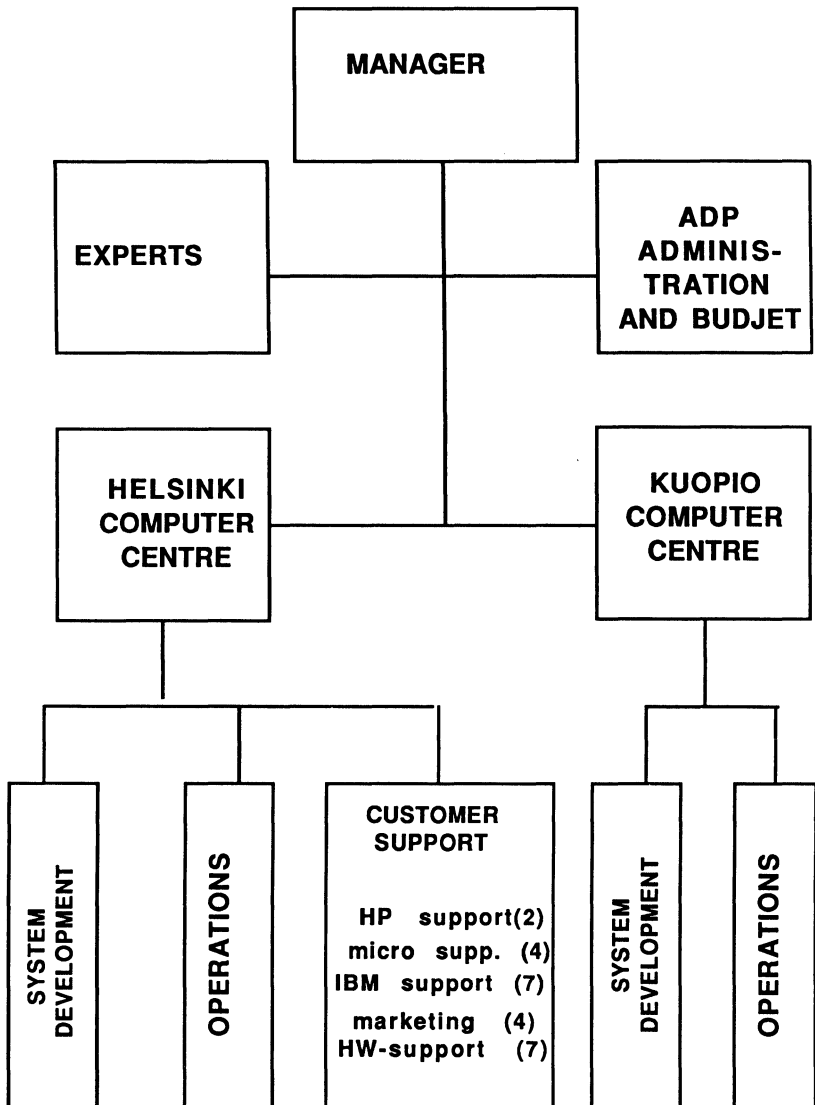 MANAGER
EXPERTS
ADP
ADMINIS-
TRATION
AND BUDJET
HELSINKI
COMPUTER
CENTRE
KUOPIO
COMPUTER
CENTRE
SYSTEM
DEVELOPMENT
OPERATIONS
CUSTOMER
SUPPORT
HP support(2)
micro supp. (4)
IBM support (7)
marketing (4)
HW-support (7)
SYSTEM
DEVELOPMENT
OPERATIONS